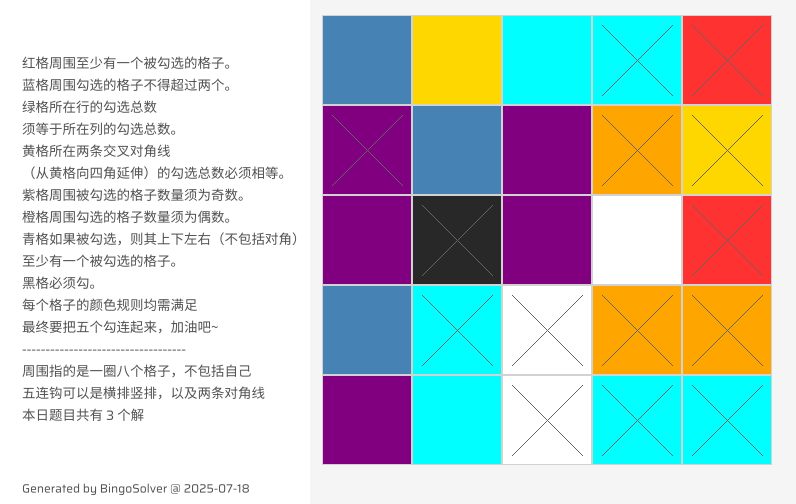 红格周围至少有一个被勾选的格子。
蓝格周围勾选的格子不得超过两个。
绿格所在行的勾选总数
须等于所在列的勾选总数。
黄格所在两条交叉对角线
（从黄格向四角延伸）的勾选总数必须相等。
紫格周围被勾选的格子数量须为奇数。
橙格周围勾选的格子数量须为偶数。
青格如果被勾选，则其上下左右（不包括对角）
至少有一个被勾选的格子。
黑格必须勾。
每个格子的颜色规则均需满足
最终要把五个勾连起来，加油吧~
-----------------------------------
周围指的是一圈八个格子，不包括自己
五连钩可以是横排竖排，以及两条对角线
本日题目共有 3 个解
Generated by BingoSolver @ 2025-07-18